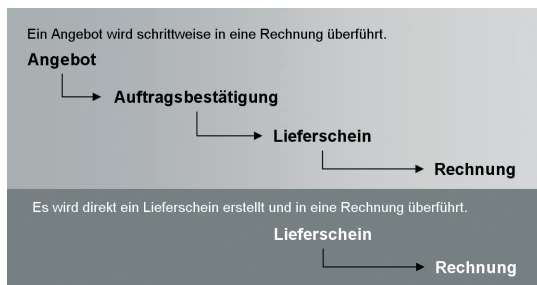 Ein Angebot wird schrittweise in eine Rechnung überführt.
Angebot
Auftragsbestätigung
Lieferschein
Rechnung
Es wird direkt ein Lieferschein erstellt und in eine Rechnung überführt.
Lieferschein
Rechnung